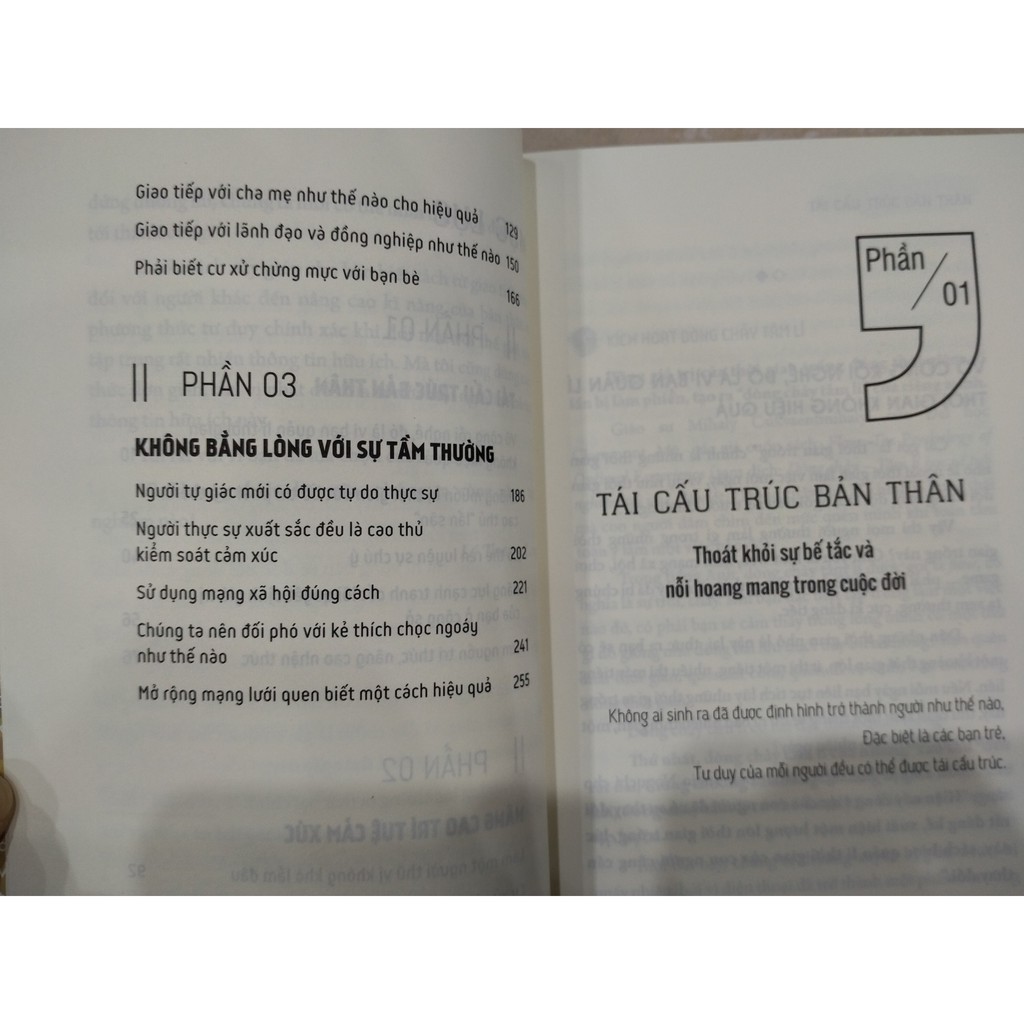 Giao tiếp với cha mẹ như thế nào cho hiệu quả 129
Giao tiếp với lãnh đạo và đồng nghiệp như thế nào 150
Phải biết cư xử chừng mực với bạn bè 166
PHẦN 03
KHÔNG BẰNG LÒNG VỚI SỰ TẦM THƯỜNG
Người tự giác mới có được tự do thực sự 186
Người thực sự xuất sắc đều là cao thủ
kiểm soát cảm xúc 202
Sử dụng mạng xã hội đúng cách 221
Chúng ta nên đối phó với kẻ thích chọc ngoáy
như thế nào 241
Mở rộng mạng lưới quen biết một cách hiệu quả 255
Phần
01
TÁI CẤU TRÚC BẢN THÂN
Thoát khỏi sự bế tắc và
nỗi hoang mang trong cuộc đời
Không ai sinh ra đã được định hình trở thành người như thế nào,
Đặc biệt là các bạn trẻ,
Tư duy của mỗi người đều có thể được tái cấu trúc.